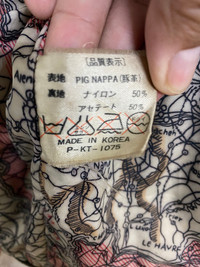 〔品質表示〕
表地 PIG NAPPA(豚革)
裏地 ナイロン 50%
アセテート 50%
MADE IN KOREA
P-KT-1075
LE HAVRE